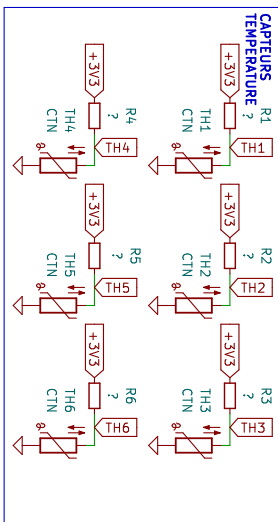 CAPTEURS
TEMPERATURE
+3V3
R1
?
TH1
TH1
CTN
+3V3
R2
?
TH2
TH2
CTN
+3V3
R3
?
TH3
TH3
CTN
+3V3
R4
?
TH4
TH4
CTN
+3V3
R5
?
TH5
TH5
CTN
+3V3
R6
?
TH6
TH6
CTN